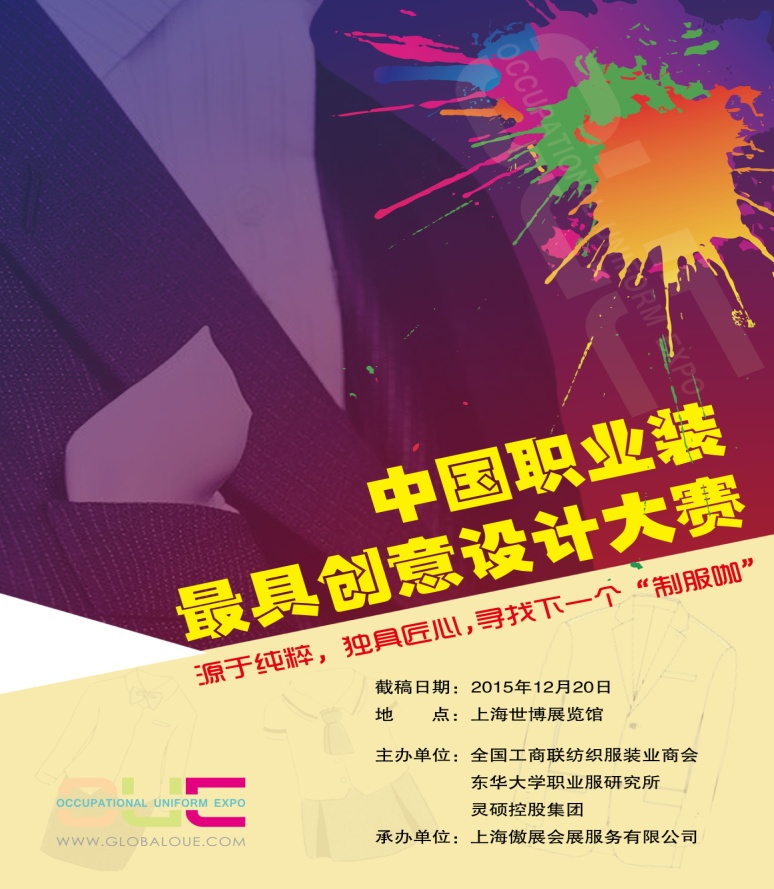 OCCUPATIONAL UNIFORM EXPO
中国职业装
最具创意设计大赛
源于纯粹，独具匠心,寻找下一个“制服咖”
截稿日期：2015年12月20日
地 点：上海世博展览馆
主办单位：全国工商联纺织服装业商会
东华大学职业服研究所
灵硕控股集团
承办单位：上海傲展会展服务有限公司
OUE
OCCUPATIONAL UNIFORM EXPO
WWW.GLOBALOUE.COM